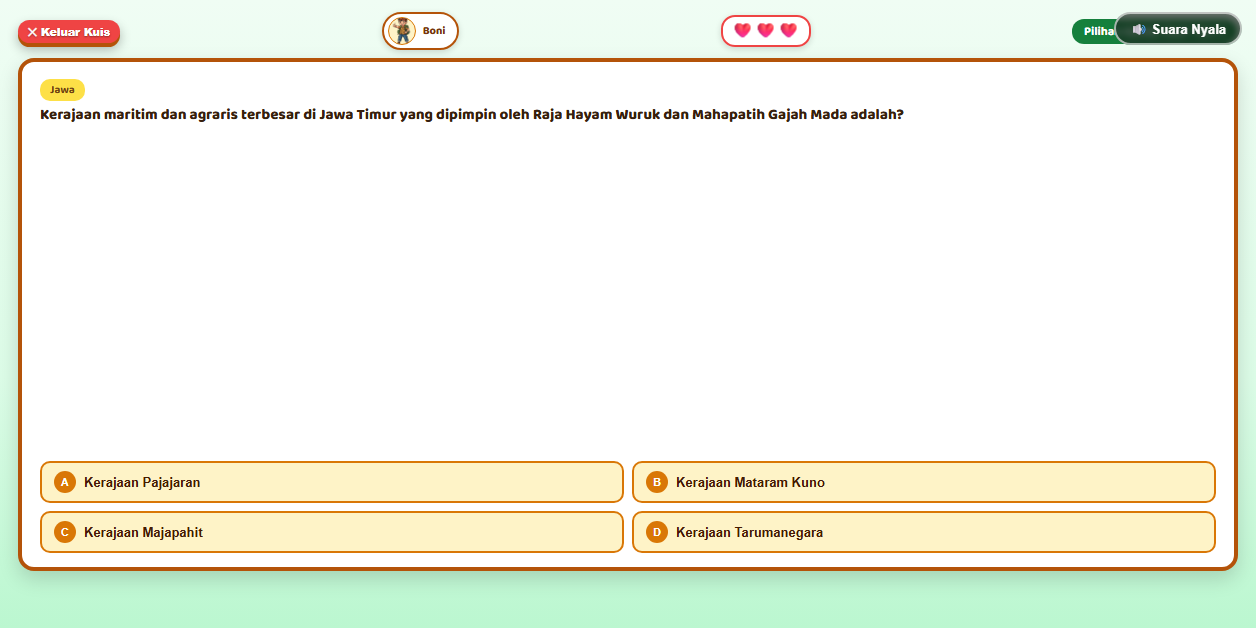 Keluar Kuis
Boni
Suara Nyala
Jawa
Kerajaan maritim dan agraris terbesar di Jawa Timur yang dipimpin oleh Raja Hayam Wuruk dan Mahapatih Gajah Mada adalah?
A Kerajaan Pajajaran
B Kerajaan Mataram Kuno
C Kerajaan Majapahit
D Kerajaan Tarumanegara